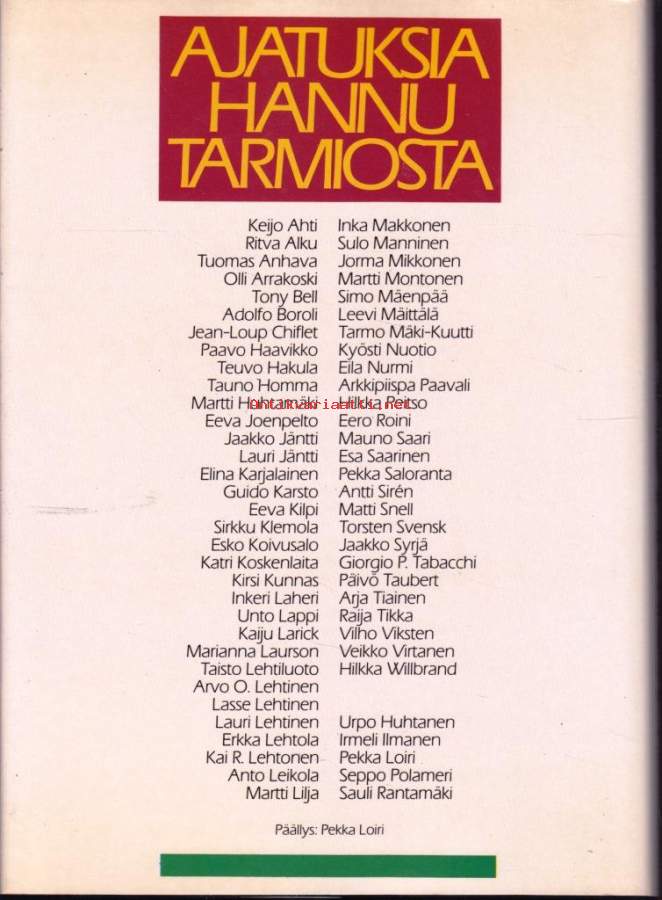 AJATUKSIA
HANNU
TARMIOSTA
Keijo Ahti
Ritva Alku
Tuomas Anhava
Olli Arrakoski
Tony Bell
Adolfo Boroli
Jean-Loup Chiflet
Paavo Haavikko
Teuvo Hakula
Tauno Homma
Martti Huhtamäki
Eeva Joenpelto
Jaakko Jäntti
Lauri Jäntti
Elina Karjalainen
Guido Karsto
Eeva Kilpi
Sirkku Klemola
Esko Koivusalo
Katri Koskenlaita
Kirsi Kunnas
Inkeri Laheri
Unto Lappi
Kaiju Larick
Marianna Laurson
Taisto Lehtiluoto
Arvo O. Lehtinen
Lasse Lehtinen
Lauri Lehtinen
Erkka Lehtola
Kai R. Lehtonen
Anto Leikola
Martti Lilja
Inka Makkonen
Sulo Manninen
Jorma Mikkonen
Martti Montonen
Simo Mäenpää
Leevi Mäittälä
Tarmo Mäki-Kuutti
Kyösti Nuotio
Eila Nurmi
Arkkipiispa Paavali
Hilkka Peitso
Eero Roini
Mauno Saari
Esa Saarinen
Pekka Saloranta
Antti Sirén
Matti Snell
Torsten Svensk
Jaakko Syrjä
Giorgio P. Tabacchi
Päivö Taubert
Arja Tiainen
Raija Tikka
Vilho Viksten
Veikko Virtanen
Hilkka Willbrand
Urpo Huhtanen
Irmeli Ilmanen
Pekka Loiri
Seppo Polameri
Sauli Rantamäki
Antikvariaatti.net
Päällys: Pekka Loiri